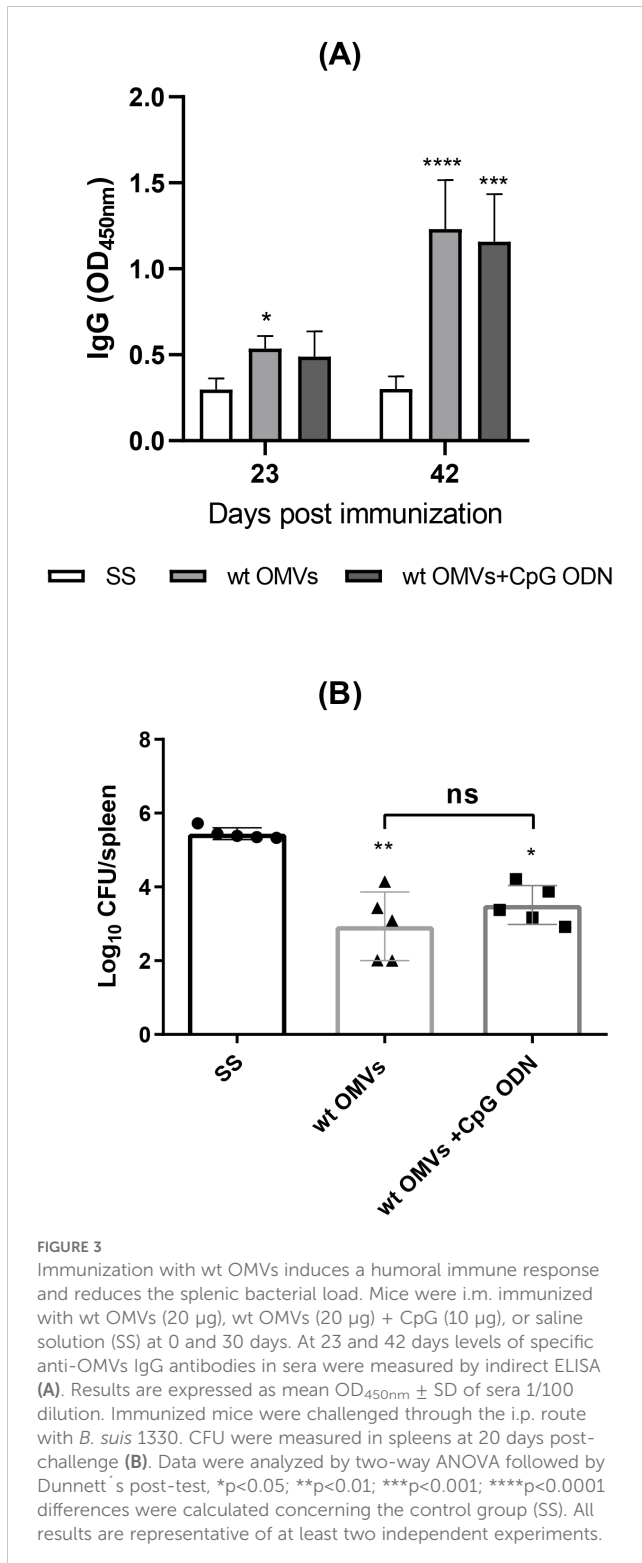 (A)
2.0
1.5
1.0
0.5
0.0
IgG (OD450nm)
*
****
***
23
42
Days post immunization
SS wt OMVs wt OMVs+CpG ODN
(B)
8
6
4
2
0
Log10 CFU/spleen
ns
**
*
SS
wt OMVs
wt OMVs +CpG ODN
FIGURE 3
Immunization with wt OMVs induces a humoral immune response
and reduces the splenic bacterial load. Mice were i.m. immunized
with wt OMVs (20 µg), wt OMVs (20 µg) + CpG (10 µg), or saline
solution (SS) at 0 and 30 days. At 23 and 42 days levels of specific
anti-OMVs IgG antibodies in sera were measured by indirect ELISA
(A). Results are expressed as mean OD450nm ± SD of sera 1/100
dilution. Immunized mice were challenged through the i.p. route
with B. suis 1330. CFU were measured in spleens at 20 days post-
challenge (B). Data were analyzed by two-way ANOVA followed by
Dunnett´s post-test, *p<0.05; **p<0.01; ***p<0.001; ****p<0.0001
differences were calculated concerning the control group (SS). All
results are representative of at least two independent experiments.